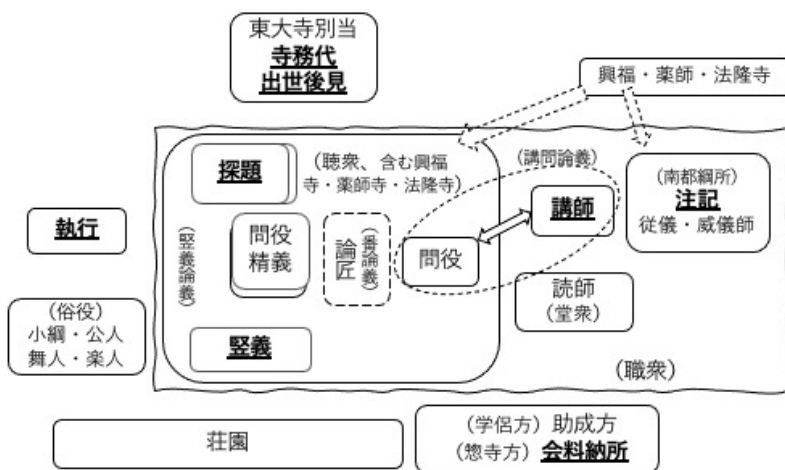 東大寺別当
寺務代
出世後見
興福・薬師・法隆寺
探題
(聴衆、含む興福
寺・薬師寺・法隆寺)
(講問論義)
(南都綱所)
注記
従儀・威儀師
講師
執行
(竪義論義)
問役
精義
論匠
(番論義)
問役
読師
(堂衆)
(俗役)
小綱・公人
舞人・楽人
竪義
(職衆)
荘園
(学侶方) 助成方
(惣寺方) 会料納所